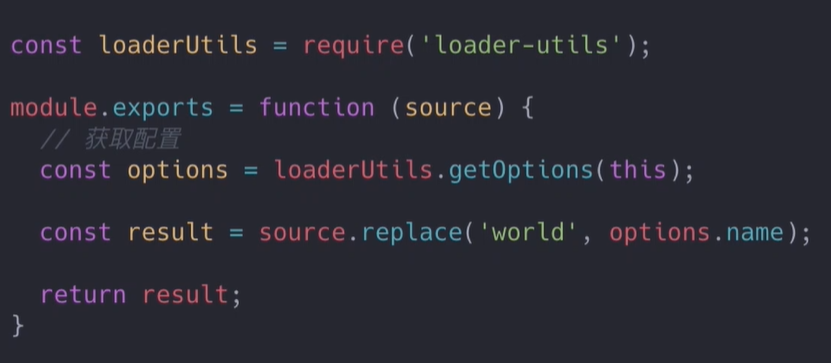 const loaderUtils = require('loader-utils');
module.exports = function (source) {
// 获取配置
const options = loaderUtils.getOptions(this);
const result = source.replace('world', options.name);
return result;
}